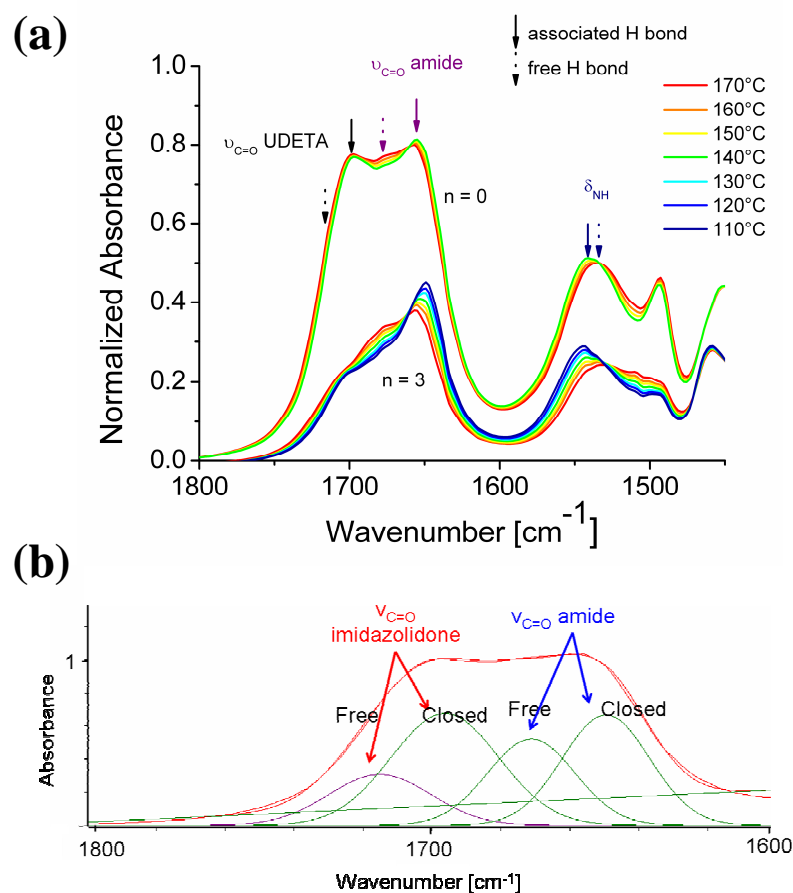 (a)
associated H bond
free H bond
υC=O amide
υC=O UDETA
δNH
n = 0
n = 3
170°C
160°C
150°C
140°C
130°C
120°C
110°C
Normalized Absorbance
1.0
0.8
0.6
0.4
0.2
0.0
1800 1700 1600 1500
Wavenumber [cm-1]
(b)
νC=O
imidazolidone
νC=O amide
Free Closed Free Closed
Absorbance
1
1800 1700 1600
Wavenumber [cm-1]